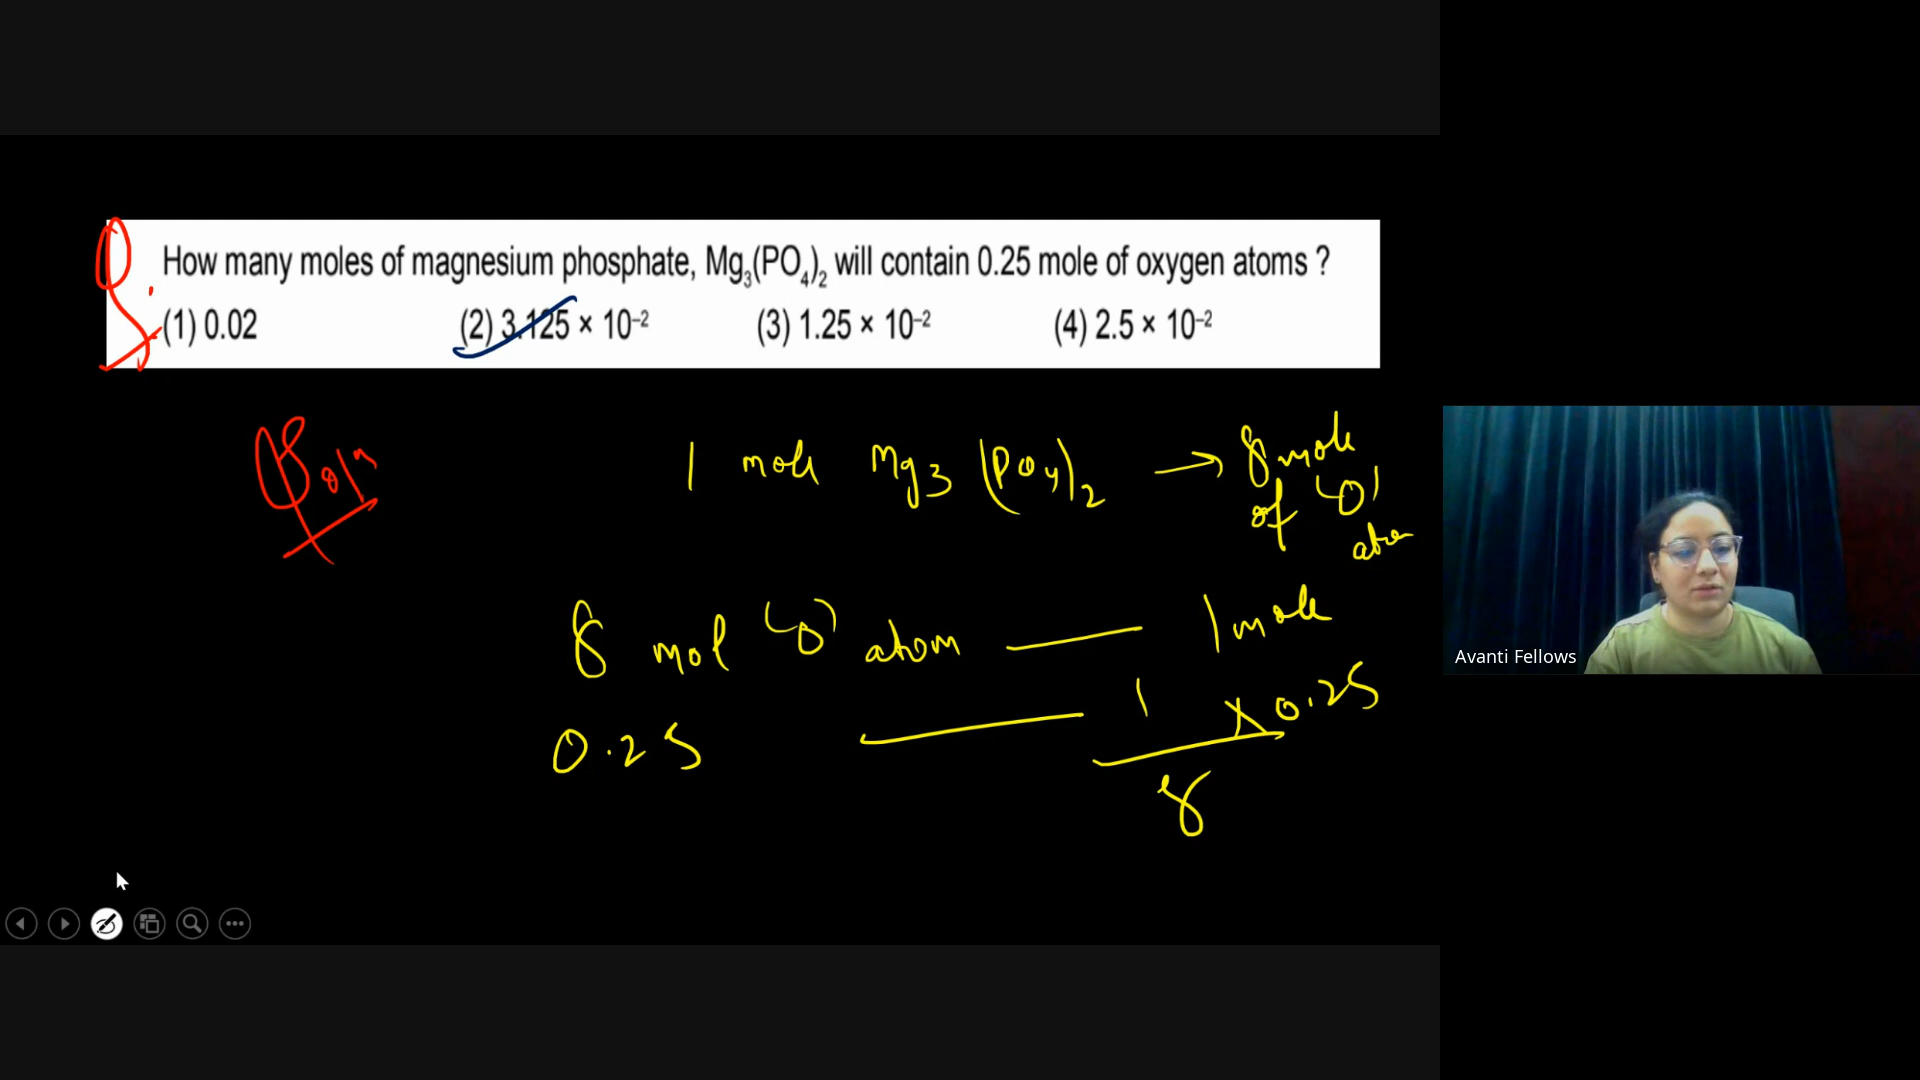 Q. How many moles of magnesium phosphate, Mg₃(PO₄)₂ will contain 0.25 mole of oxygen atoms ?
(1) 0.02 (2) 3.125 × 10⁻² (3) 1.25 × 10⁻² (4) 2.5 × 10⁻²
Solⁿ
1 mole Mg₃(PO₄)₂ → 8 mole
of 'O'
atom
8 mol 'O' atom — 1 mole
0.25 — 1 × 0.25
8
Avanti Fellows